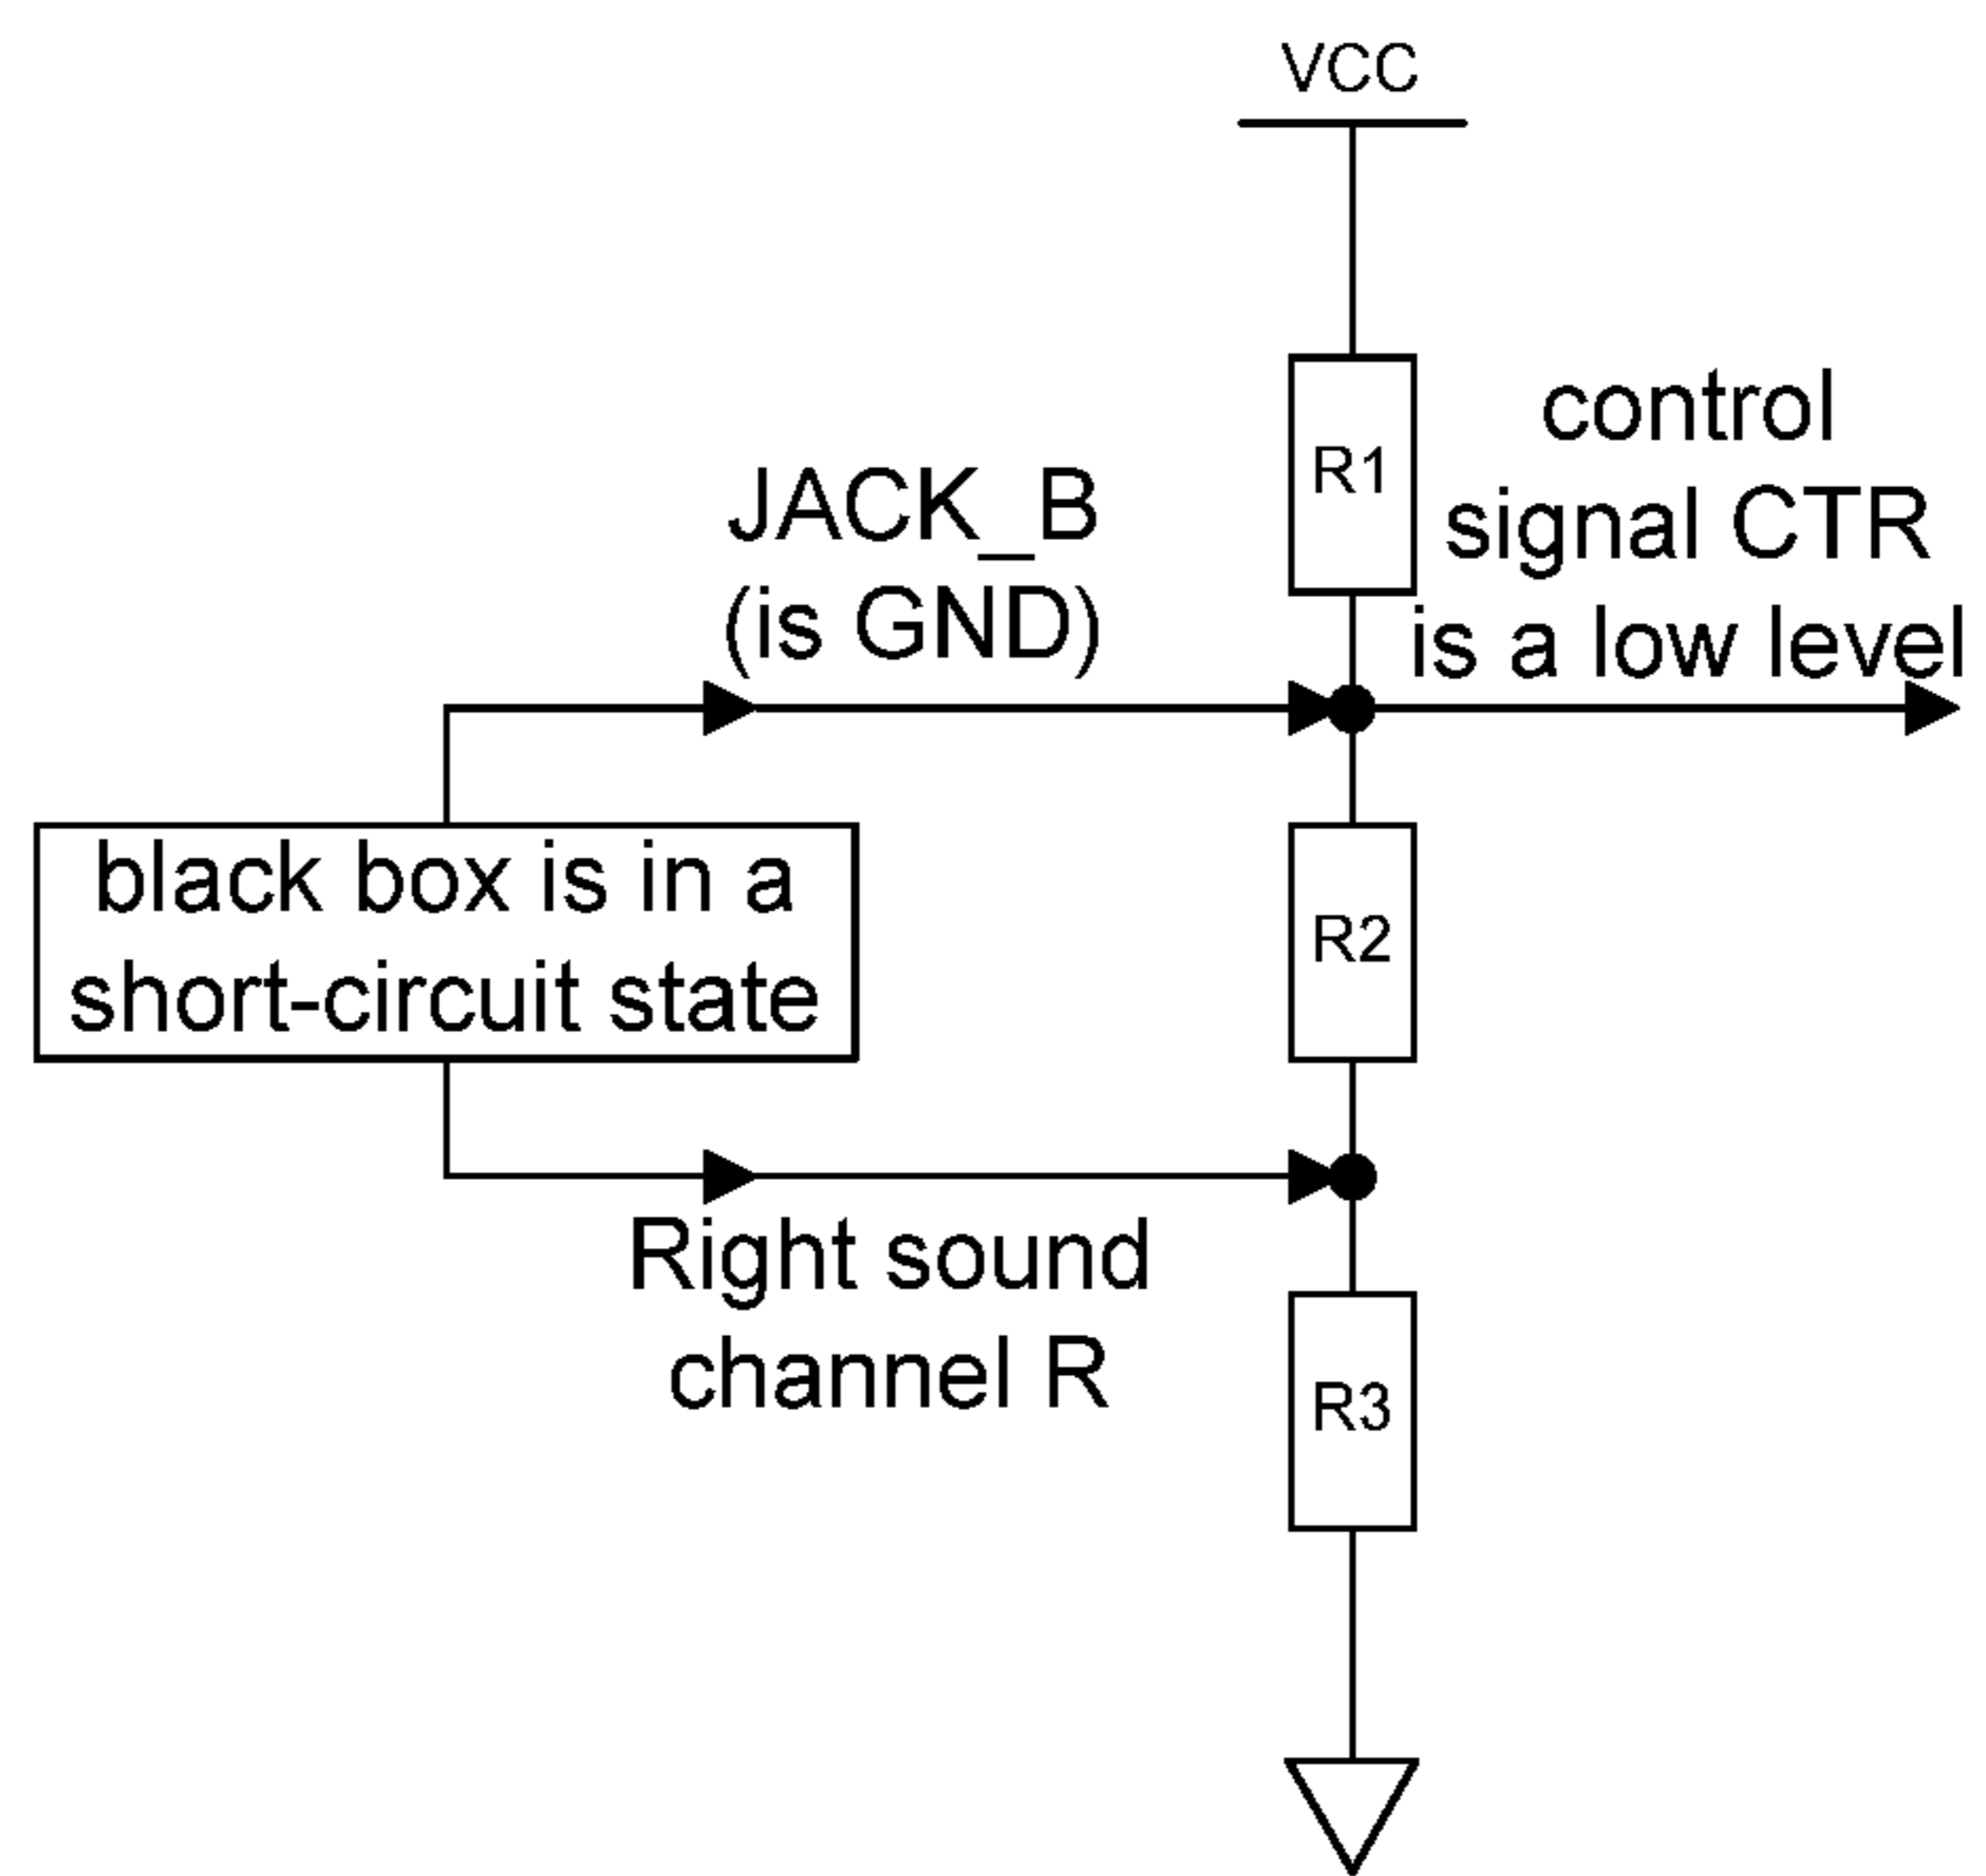 VCC
R1
control
signal CTR
is a low level
JACK_B
(is GND)
black box is in a
short-circuit state
R2
Right sound
channel R
R3